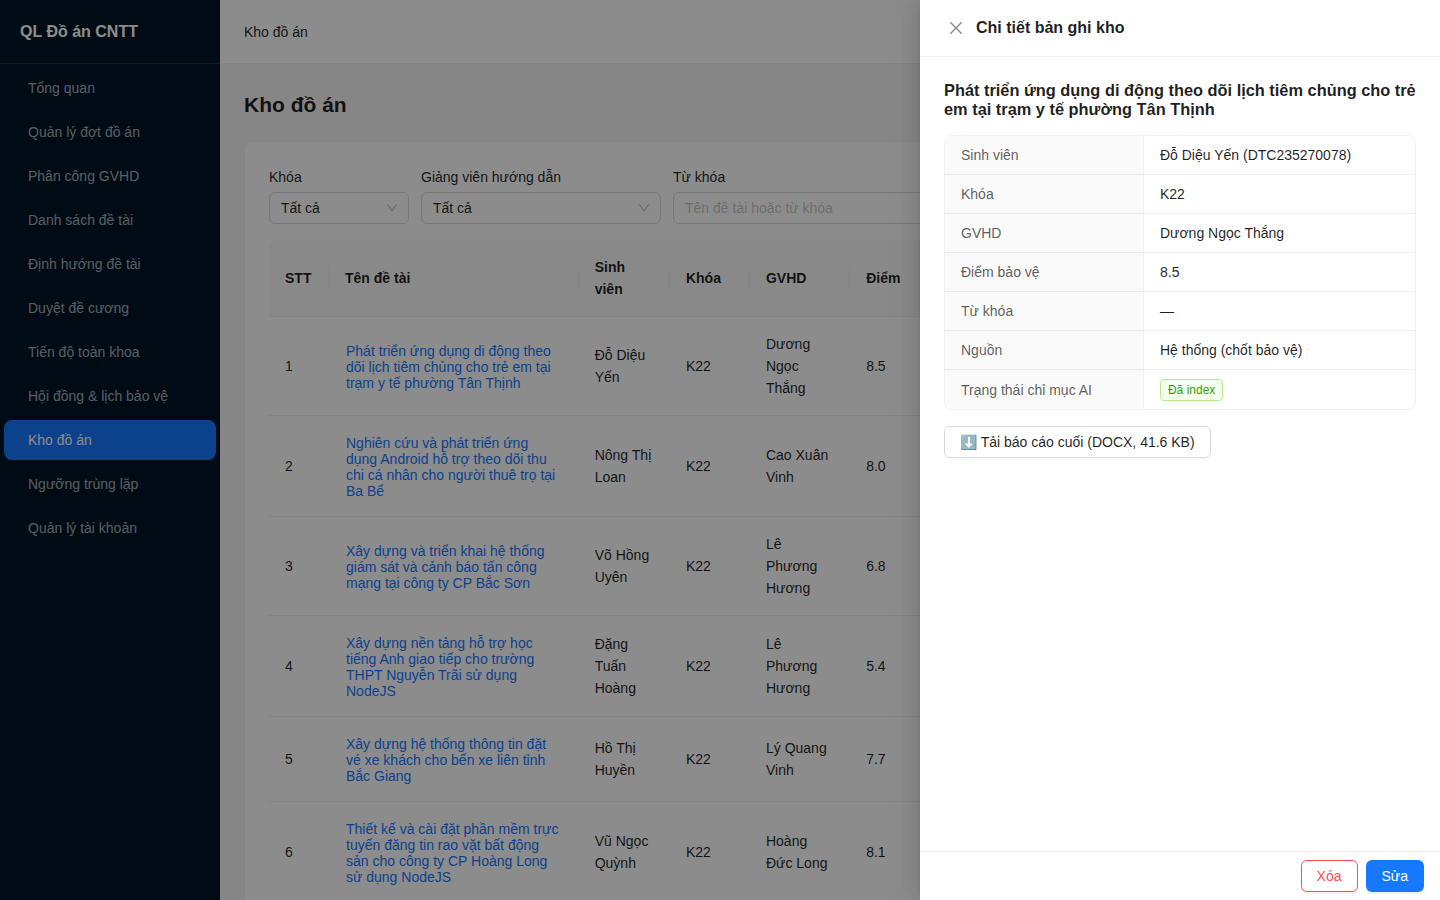 QL Đồ án CNTT
Tổng quan
Quản lý đợt đồ án
Phân công GVHD
Danh sách đề tài
Định hướng đề tài
Duyệt đề cương
Tiến độ toàn khoa
Hội đồng & lịch bảo vệ
Kho đồ án
Ngưỡng trùng lặp
Quản lý tài khoản
Kho đồ án
Kho đồ án
Khóa
Giảng viên hướng dẫn
Từ khóa
Tất cả
Tất cả
Tên đề tài hoặc từ khóa
STT
Tên đề tài
Sinh
viên
Khóa
GVHD
Điểm
1
Phát triển ứng dụng di động theo
dõi lịch tiêm chủng cho trẻ em tại
trạm y tế phường Tân Thịnh
Đỗ Diệu
Yến
K22
Dương
Ngọc
Thắng
8.5
2
Nghiên cứu và phát triển ứng
dụng Android hỗ trợ theo dõi thu
chi cá nhân cho người thuê trọ tại
Ba Bể
Nông Thị
Loan
K22
Cao Xuân
Vinh
8.0
3
Xây dựng và triển khai hệ thống
giám sát và cảnh báo tấn công
mạng tại công ty CP Bắc Sơn
Võ Hồng
Uyên
K22
Lê
Phương
Hương
6.8
4
Xây dựng nền tảng hỗ trợ học
tiếng Anh giao tiếp cho trường
THPT Nguyễn Trãi sử dụng
NodeJS
Đặng
Tuấn
Hoàng
K22
Lê
Phương
Hương
5.4
5
Xây dựng hệ thống thông tin đặt
vé xe khách cho bến xe liên tỉnh
Bắc Giang
Hồ Thị
Huyền
K22
Lý Quang
Vinh
7.7
6
Thiết kế và cài đặt phần mềm trực
tuyến đăng tin rao vặt bất động
sản cho công ty CP Hoàng Long
sử dụng NodeJS
Vũ Ngọc
Quỳnh
K22
Hoàng
Đức Long
8.1
Chi tiết bản ghi kho
Phát triển ứng dụng di động theo dõi lịch tiêm chủng cho trẻ
em tại trạm y tế phường Tân Thịnh
Sinh viên
Đỗ Diệu Yến (DTC235270078)
Khóa
K22
GVHD
Dương Ngọc Thắng
Điểm bảo vệ
8.5
Từ khóa
—
Nguồn
Hệ thống (chốt bảo vệ)
Trạng thái chỉ mục AI
Đã index
⬇️ Tải báo cáo cuối (DOCX, 41.6 KB)
Xóa
Sửa